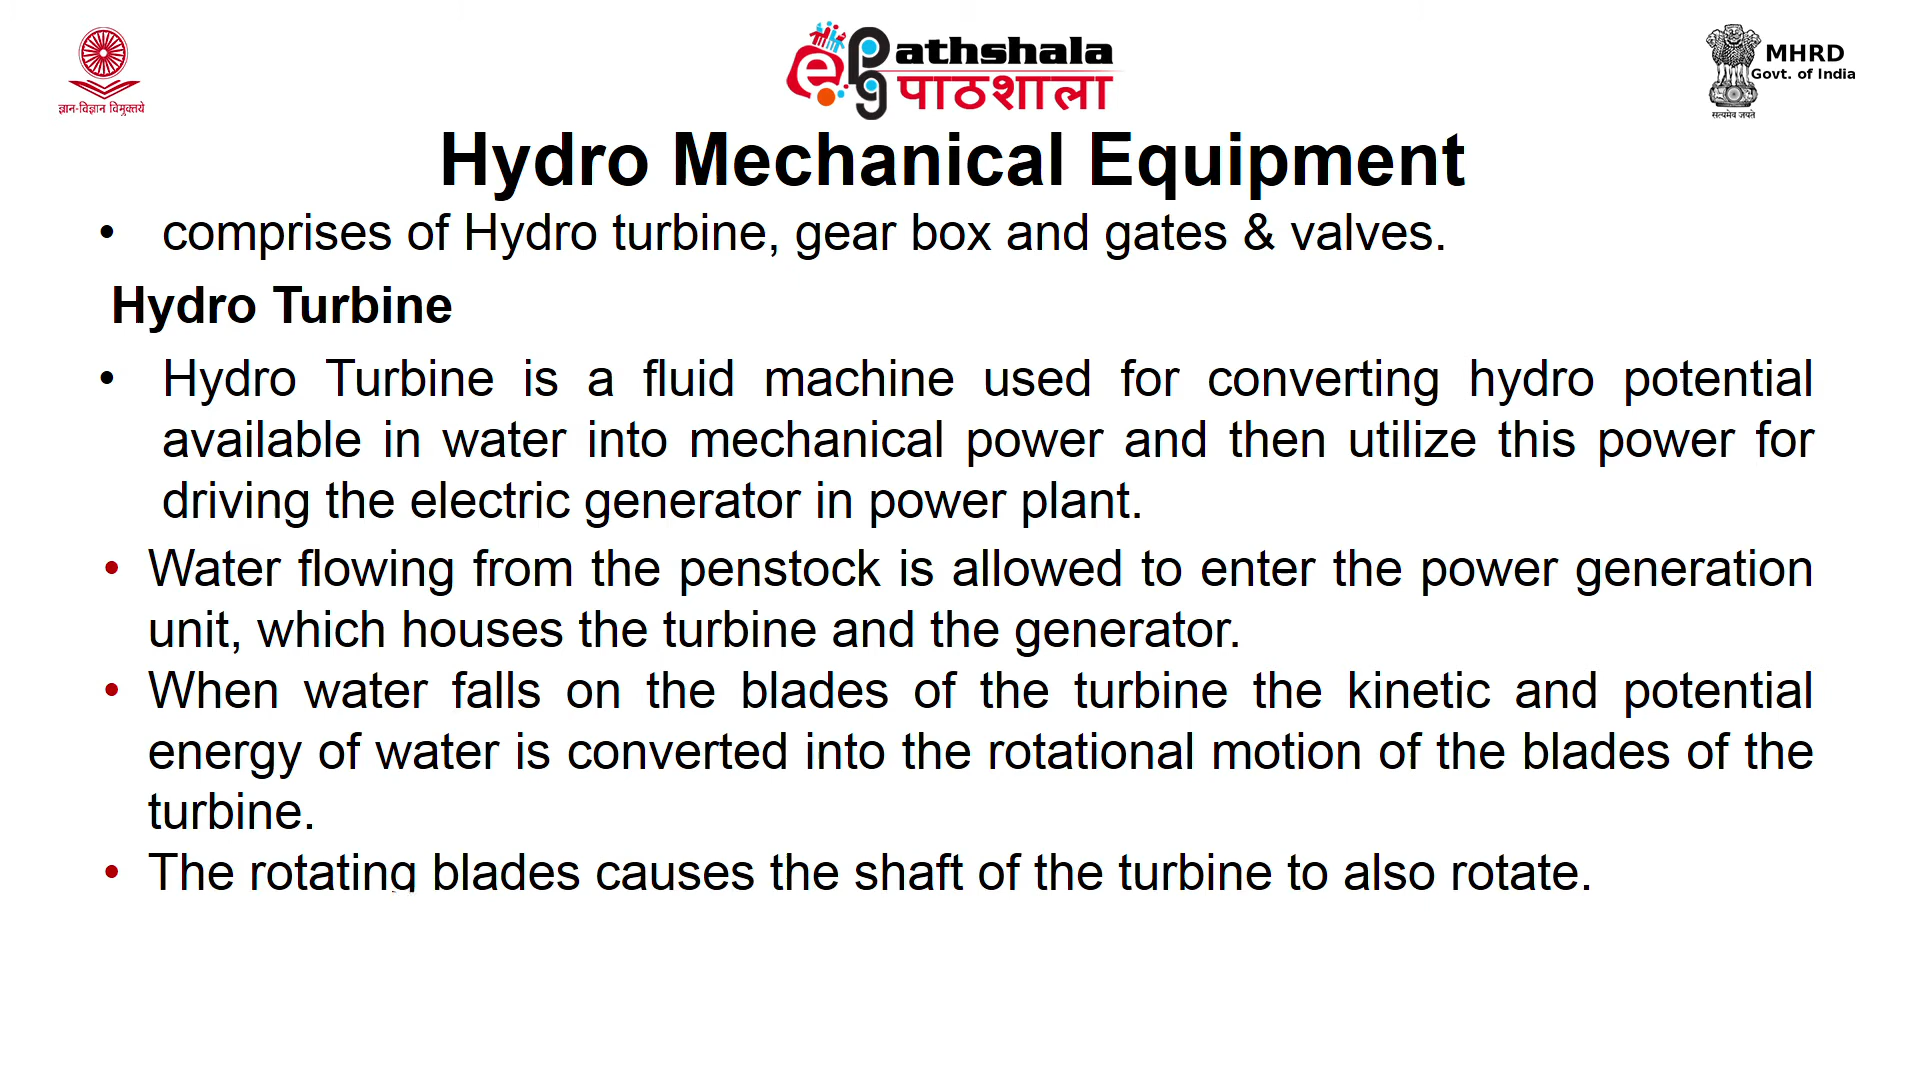 ज्ञान-विज्ञान विमुक्तये
e Pg athshala
पाठशाला
MHRD
Govt. of India
सत्यमेव जयते
Hydro Mechanical Equipment
• comprises of Hydro turbine, gear box and gates & valves.
Hydro Turbine
• Hydro Turbine is a fluid machine used for converting hydro potential
available in water into mechanical power and then utilize this power for
driving the electric generator in power plant.
• Water flowing from the penstock is allowed to enter the power generation
unit, which houses the turbine and the generator.
• When water falls on the blades of the turbine the kinetic and potential
energy of water is converted into the rotational motion of the blades of the
turbine.
• The rotating blades causes the shaft of the turbine to also rotate.